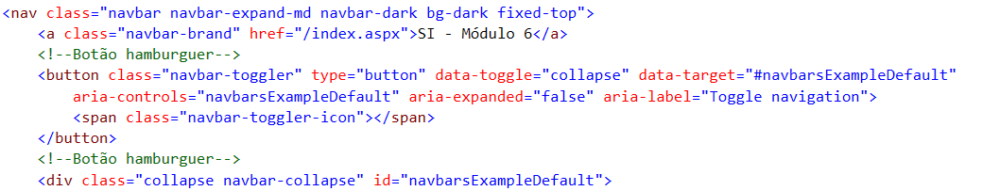 <nav class="navbar navbar-expand-md navbar-dark bg-dark fixed-top">
<a class="navbar-brand" href="/index.aspx">SI - Módulo 6</a>
<!--Botão hamburguer-->
<button class="navbar-toggler" type="button" data-toggle="collapse" data-target="#navbarsExampleDefault"
aria-controls="navbarsExampleDefault" aria-expanded="false" aria-label="Toggle navigation">
<span class="navbar-toggler-icon"></span>
</button>
<!--Botão hamburguer-->
<div class="collapse navbar-collapse" id="navbarsExampleDefault">